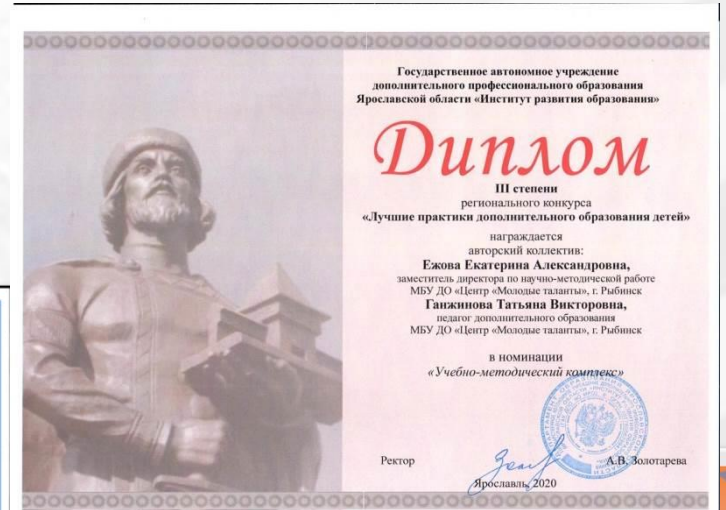 Государственное автономное учреждение
дополнительного профессионального образования
Ярославской области «Институт развития образования»
Диплом
III степени
регионального конкурса
«Лучшие практики дополнительного образования детей»
награждается
авторский коллектив:
Ежова Екатерина Александровна,
заместитель директора по научно-методической работе
МБУ ДО «Центр «Молодые таланты», г. Рыбинск
Ганжинова Татьяна Викторовна,
педагог дополнительного образования
МБУ ДО «Центр «Молодые таланты», г. Рыбинск
в номинации
«Учебно-методический комплекс»
Ректор А.В. Золотарева
Ярославль, 2020